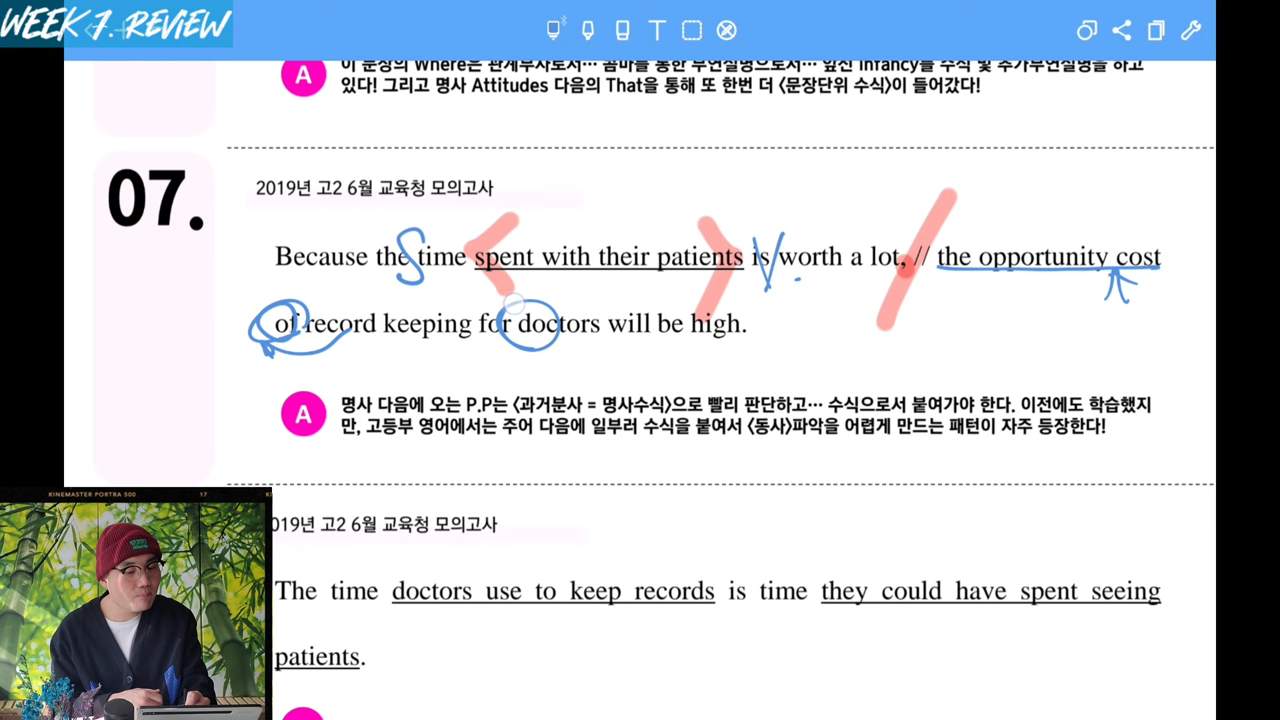 WEEK 7. REVIEW
A 이 문장의 Where은 관계부사로서… 콤마를 통한 부연설명으로서… 앞선 Infancy를 수식 및 추가부연설명을 하고
있다! 그리고 명사 Attitudes 다음의 That을 통해 또 한번 더 〈문장단위 수식〉이 들어갔다!
07.
2019년 고2 6월 교육청 모의고사
S V.
Because the time spent with their patients is worth a lot, // the opportunity cost
of record keeping for doctors will be high.
A 명사 다음에 오는 P.P는 〈과거분사 = 명사수식〉으로 빨리 판단하고… 수식으로서 붙여가야 한다. 이전에도 학습했지
만, 고등부 영어에서는 주어 다음에 일부러 수식을 붙여서 〈동사〉파악을 어렵게 만드는 패턴이 자주 등장한다!
KINEMASTER PORTRA 500 17 K
019년 고2 6월 교육청 모의고사
The time doctors use to keep records is time they could have spent seeing
patients.